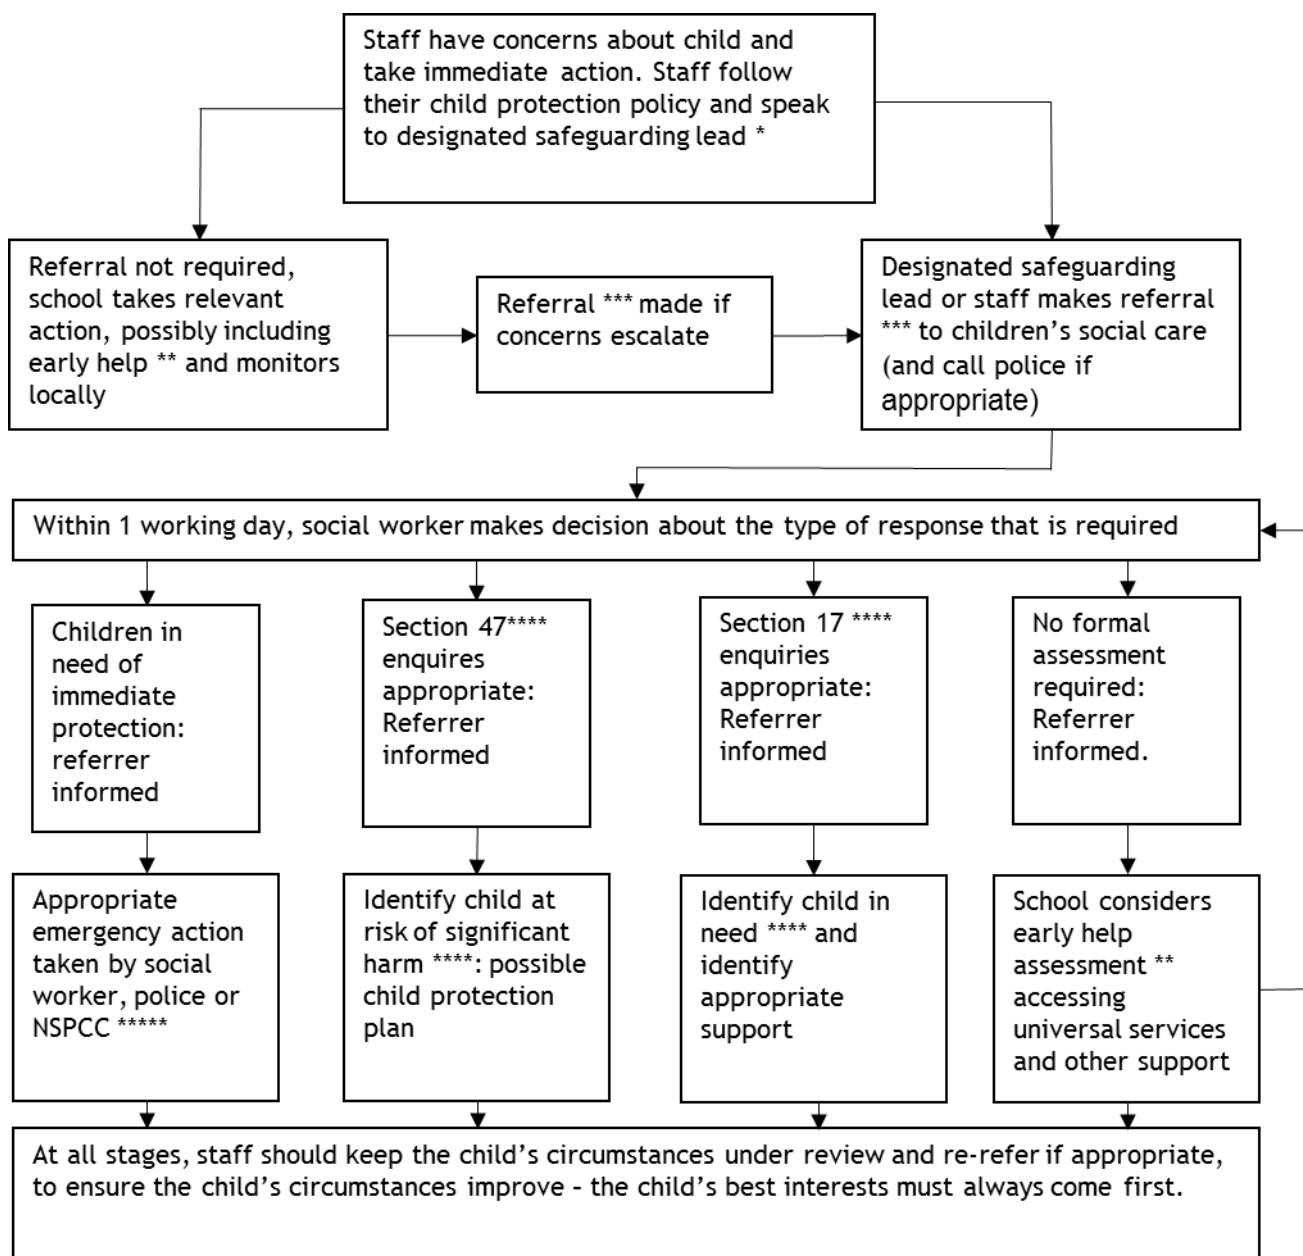 Staff have concerns about child and
take immediate action. Staff follow
their child protection policy and speak
to designated safeguarding lead *
Referral not required,
school takes relevant
action, possibly including
early help ** and monitors
locally
Referral *** made if
concerns escalate
Designated safeguarding
lead or staff makes referral
*** to children’s social care
(and call police if
appropriate)
Within 1 working day, social worker makes decision about the type of response that is required
Children in
need of
immediate
protection:
referrer
informed
Section 47****
enquires
appropriate:
Referrer
informed
Section 17 ****
enquiries
appropriate:
Referrer
informed
No formal
assessment
required:
Referrer
informed.
Appropriate
emergency action
taken by social
worker, police or
NSPCC *****
Identify child at
risk of significant
harm ****: possible
child protection
plan
Identify child in
need **** and
identify
appropriate
support
School considers
early help
assessment **
accessing
universal services
and other support
At all stages, staff should keep the child’s circumstances under review and re-refer if appropriate,
to ensure the child’s circumstances improve – the child’s best interests must always come first.